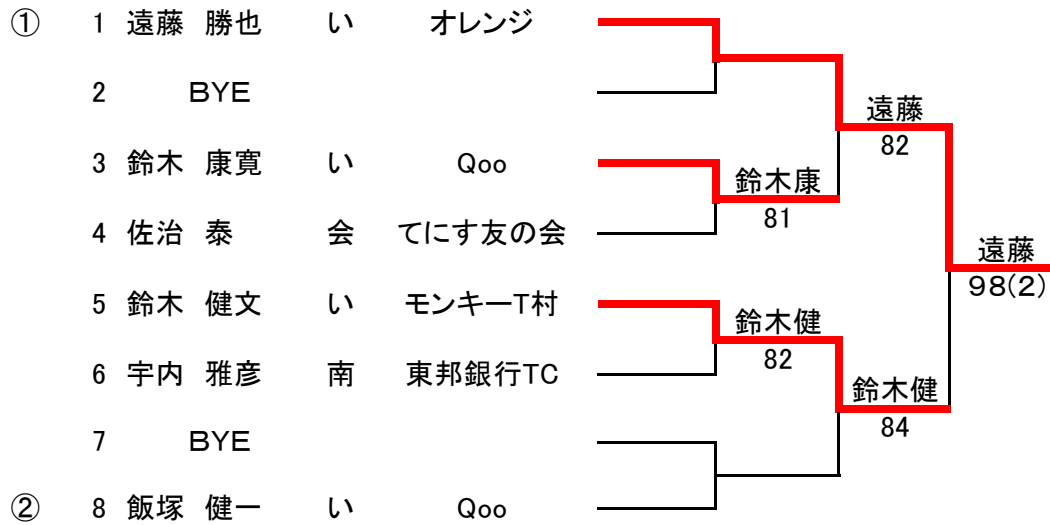 ① 1 遠藤 勝也 い オレンジ
2 BYE
遠藤
82
3 鈴木 康寛 い Qoo
鈴木康
81
4 佐治 泰 会 てにす友の会
遠藤
98(2)
5 鈴木 健文 い モンキーT村
鈴木健
82
6 宇内 雅彦 南 東邦銀行TC
鈴木健
84
7 BYE
② 8 飯塚 健一 い Qoo